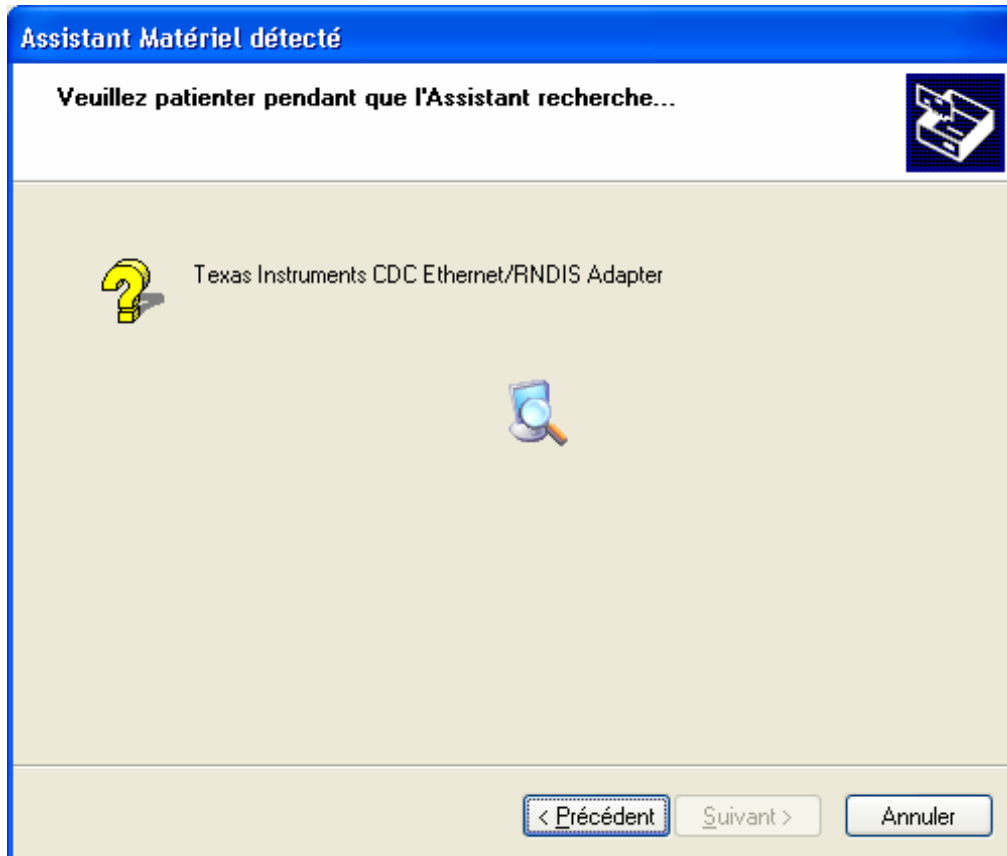 Assistant Matériel détecté
Veuillez patienter pendant que l'Assistant recherche...
Texas Instruments CDC Ethernet/RNDIS Adapter
< Précédent Suivant > Annuler